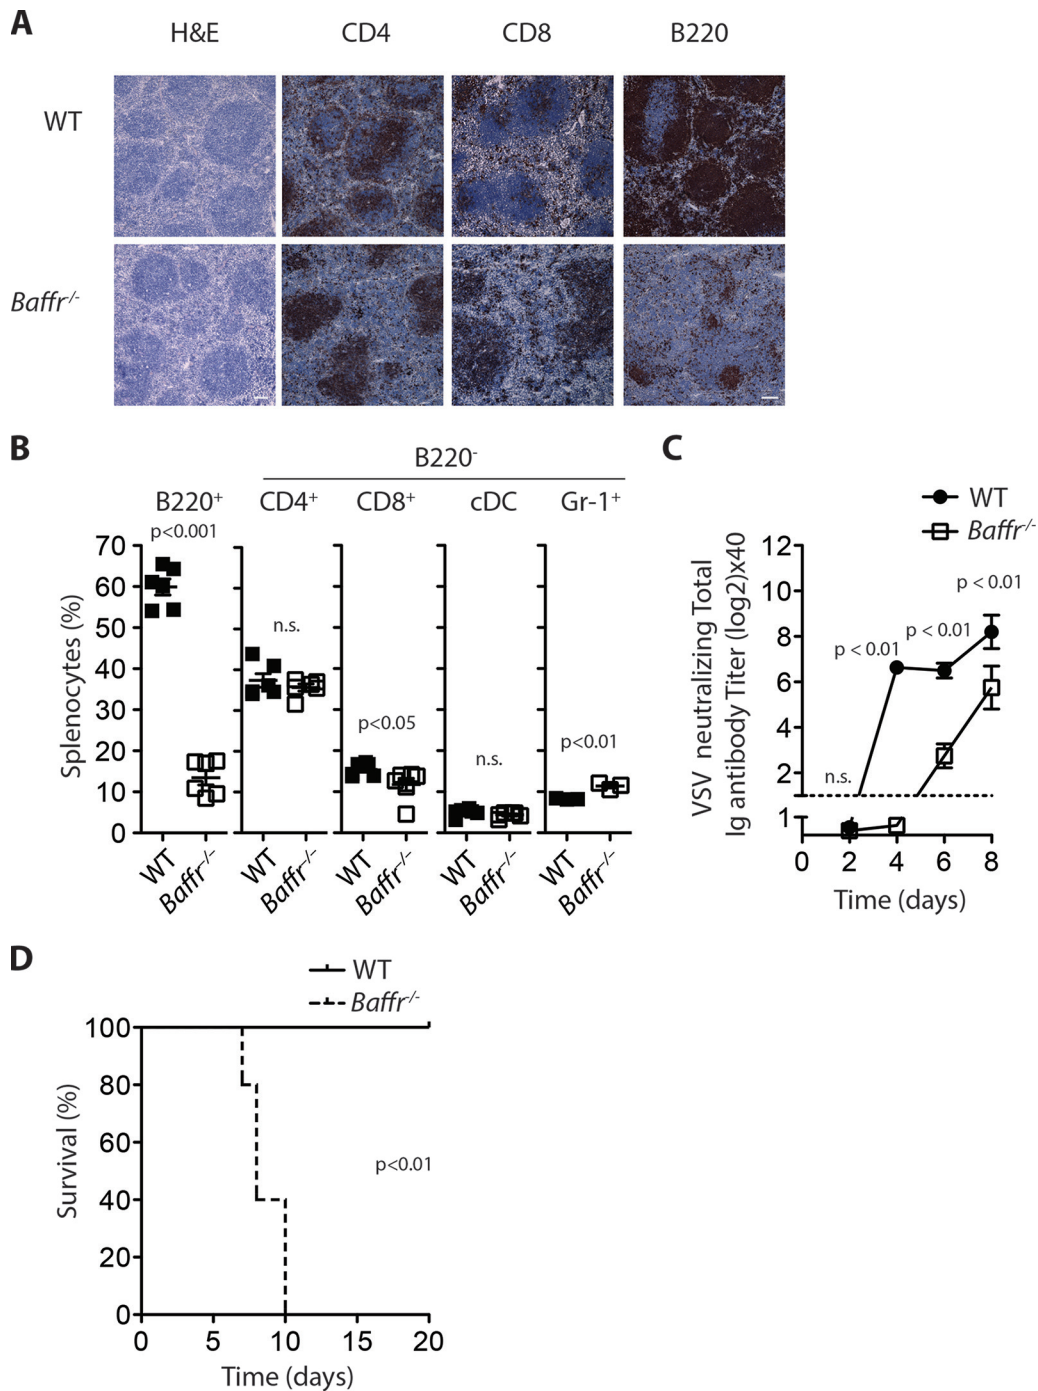 A
H&E CD4 CD8 B220
WT
Baffr-/-
B
B220-
B220+ CD4+ CD8+ cDC Gr-1+
p<0.001
n.s.
p<0.05
n.s.
p<0.01
Splenocytes (%)
70
60
50
40
30
20
10
0
WT Baffr-/- WT Baffr-/- WT Baffr-/- WT Baffr-/- WT Baffr-/-
C
WT
Baffr-/-
VSV neutralizing Total
Ig antibody Titer (log2)x40
12
10
8
6
4
2
1
p < 0.01
p < 0.01
p < 0.01
n.s.
0 2 4 6 8
Time (days)
D
WT
Baffr-/-
Survival (%)
100
80
60
40
20
0
p<0.01
0 5 10 15 20
Time (days)